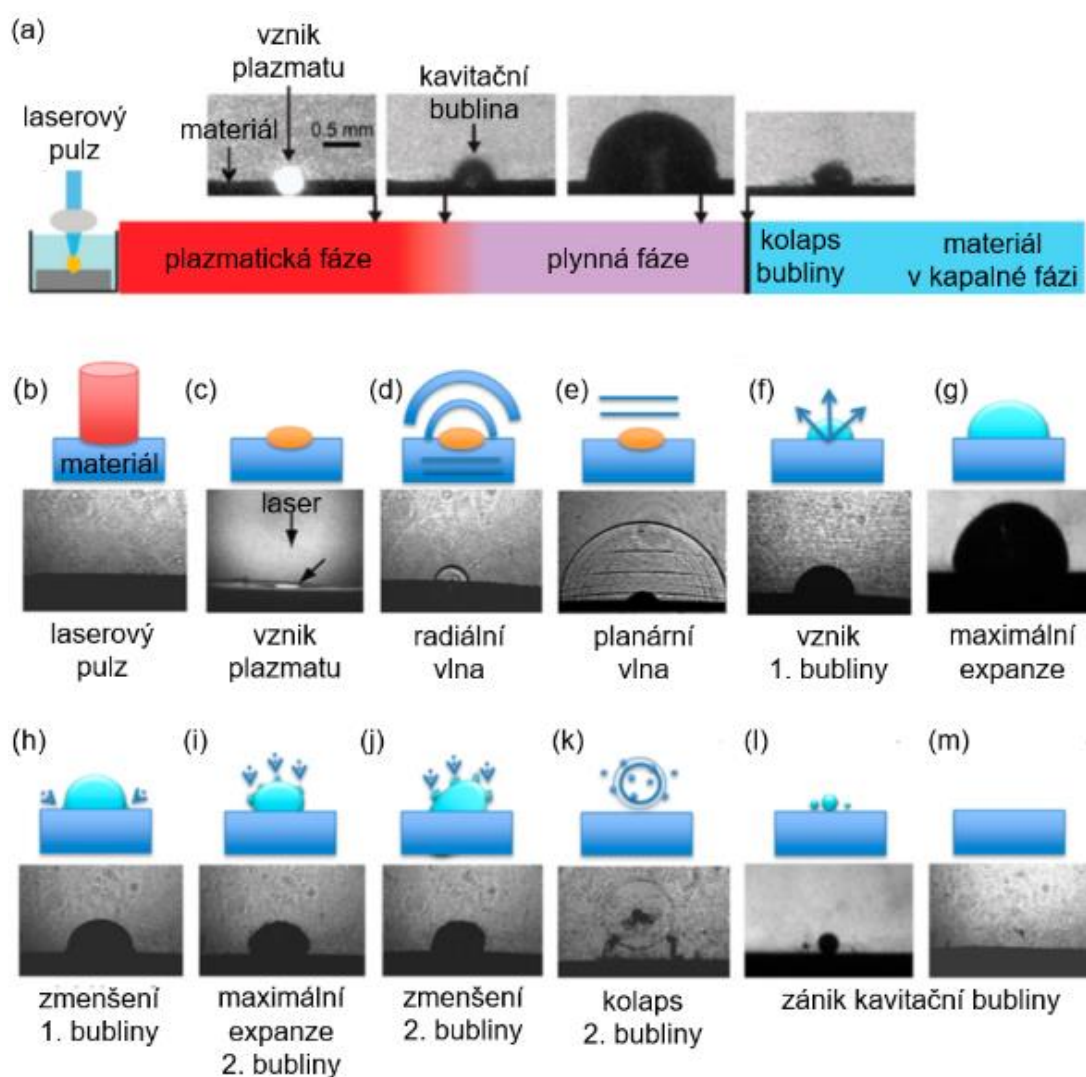 (a)
vznik
plazmatu
kavitační
bublina
laserový
pulz
materiál
0.5 mm
plazmatická fáze
plynná fáze
kolaps
bubliny
materiál
v kapalné fázi
(b)
(c)
(d)
(e)
(f)
(g)
materiál
laser
laserový
pulz
vznik
plazmatu
radiální
vlna
planární
vlna
vznik
1. bubliny
maximální
expanze
(h)
(i)
(j)
(k)
(l)
(m)
zmenšení
1. bubliny
maximální
expanze
2. bubliny
zmenšení
2. bubliny
kolaps
2. bubliny
zánik kavitační bubliny